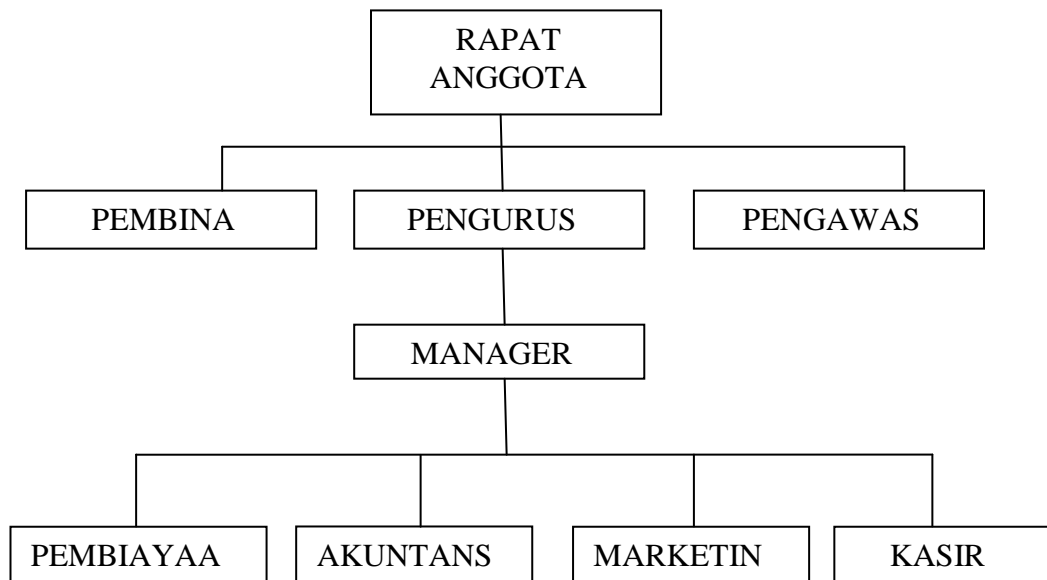 RAPAT
ANGGOTA
PEMBINA
PENGURUS
PENGAWAS
MANAGER
PEMBIAYAA
AKUNTANS
MARKETIN
KASIR